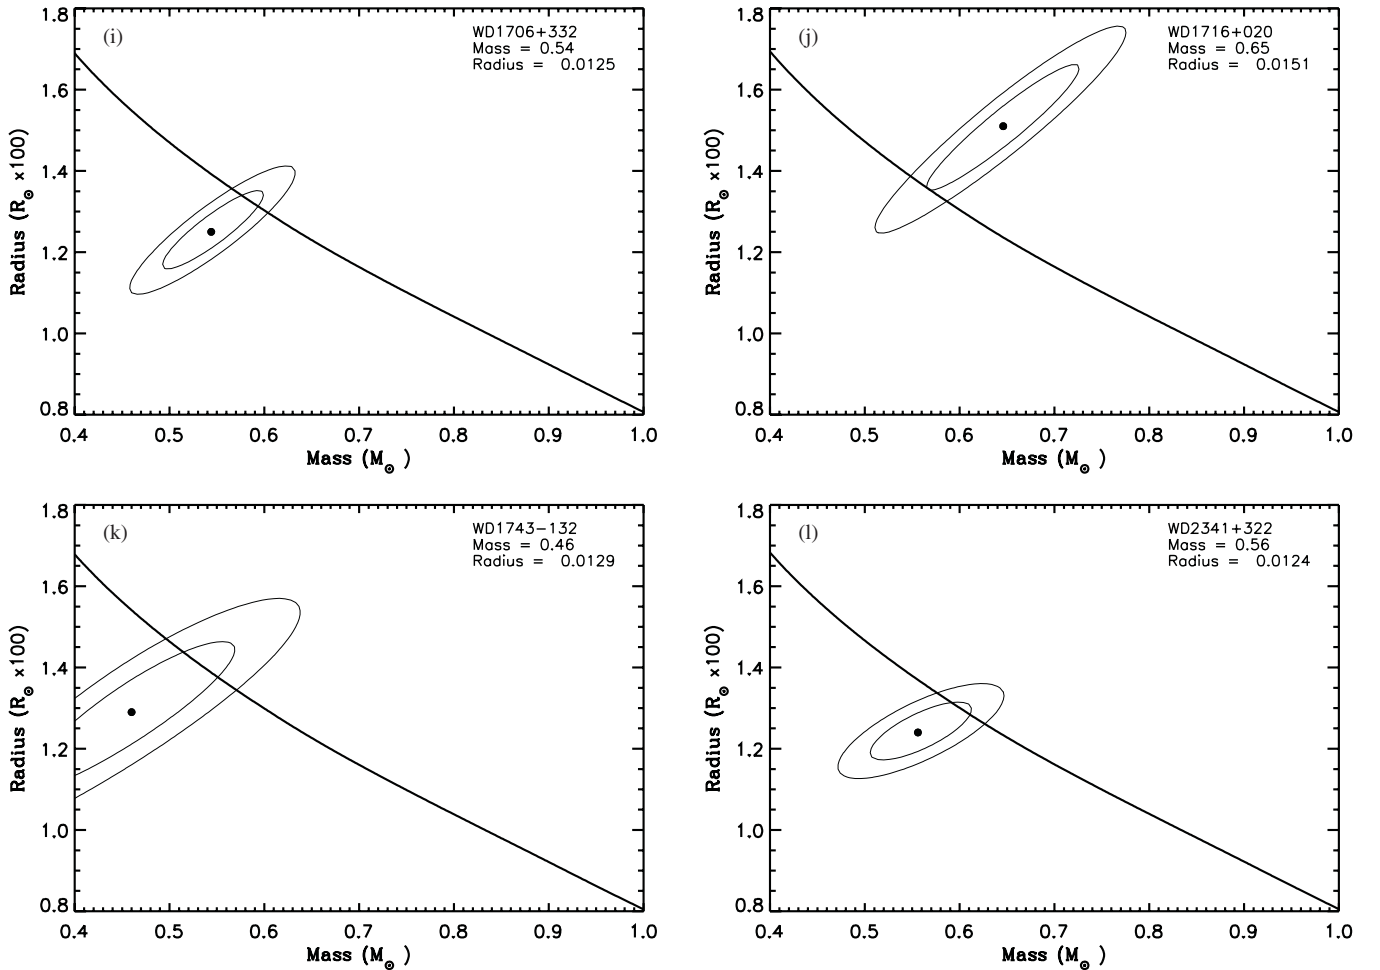 (i)
WD1706+332
Mass = 0.54
Radius = 0.0125
1.8
1.6
1.4
1.2
1.0
0.8
Radius (R⊙ x100)
0.4 0.5 0.6 0.7 0.8 0.9 1.0
Mass (M⊙ )
(j)
WD1716+020
Mass = 0.65
Radius = 0.0151
1.8
1.6
1.4
1.2
1.0
0.8
Radius (R⊙ x100)
0.4 0.5 0.6 0.7 0.8 0.9 1.0
Mass (M⊙ )
(k)
WD1743−132
Mass = 0.46
Radius = 0.0129
1.8
1.6
1.4
1.2
1.0
0.8
Radius (R⊙ x100)
0.4 0.5 0.6 0.7 0.8 0.9 1.0
Mass (M⊙ )
(l)
WD2341+322
Mass = 0.56
Radius = 0.0124
1.8
1.6
1.4
1.2
1.0
0.8
Radius (R⊙ x100)
0.4 0.5 0.6 0.7 0.8 0.9 1.0
Mass (M⊙ )